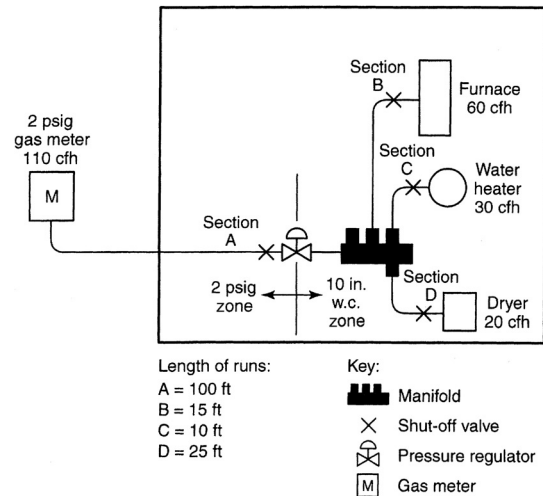 Section
B
Furnace
60 cfh
2 psig
gas meter
110 cfh
M
Section
C
Water
heater
30 cfh
Section
A
2 psig
zone
10 in.
w.c.
zone
Section
D
Dryer
20 cfh
Length of runs:
A = 100 ft
B = 15 ft
C = 10 ft
D = 25 ft
Key:
Manifold
Shut-off valve
Pressure regulator
M
Gas meter